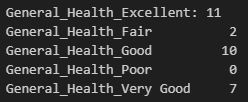 General_Health_Excellent: 11
General_Health_Fair 2
General_Health_Good 10
General_Health_Poor 0
General_Health_Very Good 7